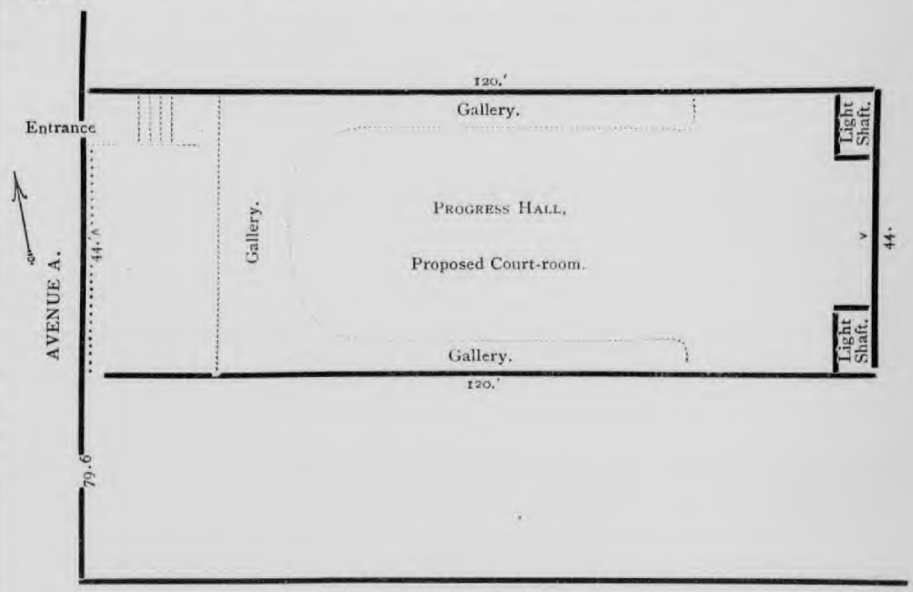 120.'
Gallery.
Light
Shaft.
Entrance
PROGRESS HALL,
Gallery.
44.'
44.
Proposed Court-room.
AVENUE A.
Light
Shaft.
Gallery.
120.'
79.6